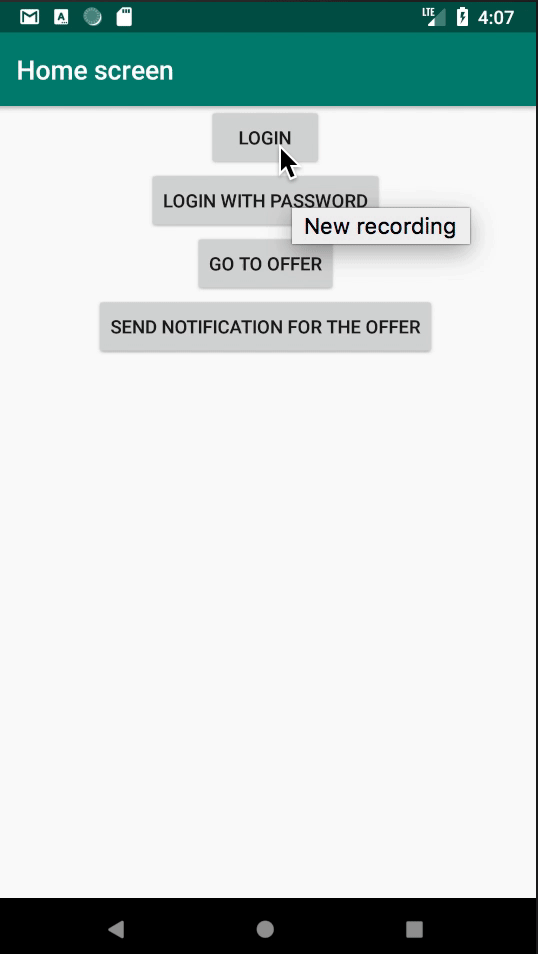 LTE 4:07
Home screen
LOGIN
LOGIN WITH PASSWORD
New recording
GO TO OFFER
SEND NOTIFICATION FOR THE OFFER